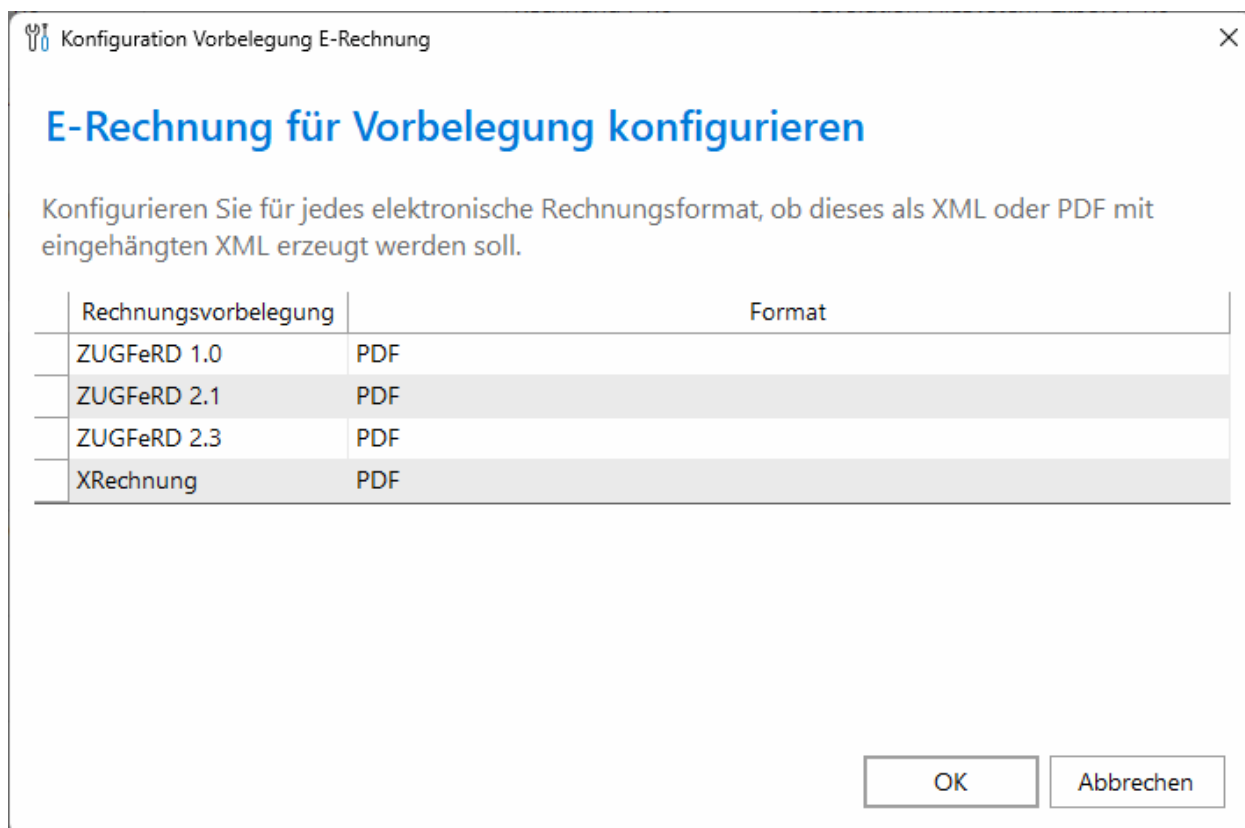 Konfiguration Vorbelegung E-Rechnung
E-Rechnung für Vorbelegung konfigurieren
Konfigurieren Sie für jedes elektronische Rechnungsformat, ob dieses als XML oder PDF mit
eingehängten XML erzeugt werden soll.
Rechnungsvorbelegung Format
ZUGFeRD 1.0 PDF
ZUGFeRD 2.1 PDF
ZUGFeRD 2.3 PDF
XRechnung PDF
OK Abbrechen